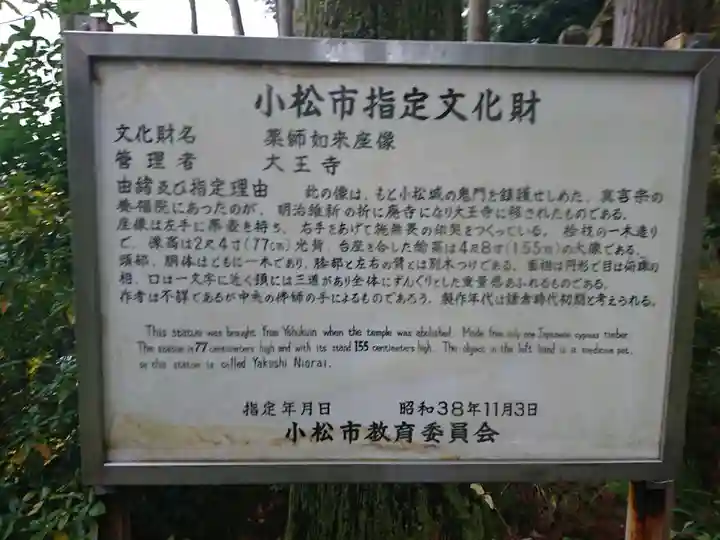 小松市指定文化財
文化財名 薬師如来座像
管理者 大王寺
由緒及び指定理由 此の像は、もと小松城の鬼門を鎮護せしめた、真言宗の
養福院にあったのが、明治維新の折に廃寺になり大王寺に移されたものである。
座像は左手に薬壺を持ち、右手をあげて施無畏の印契をつくっている。桧材の一木造り
で、像高は2尺4寸(77cm)光背、台座を合した総高は4尺8寸(155cm)の大像である。
頭部、胴体はともに一木であり、膝部と左右の臂とは別木つけである。面相は円形で目は
相、口は一文字に近く頸には三道があり全体にずんぐりとした重量感あふれるものである。
作者は不詳であるが中央の佛師の手によるものであろう。製作年代は鎌倉時代初期と考えられる。
This statue was brought from Yofukuin when the temple was abolished. Made from only one Japanese cypress timber
The statue is 77 centimeters high and with its stand 155 centimeters high. The object in the left hand is a medicine pot,
so this statue is called Yakushi Niorai.
指定年月日 昭和38年11月3日
小松市教育委員会